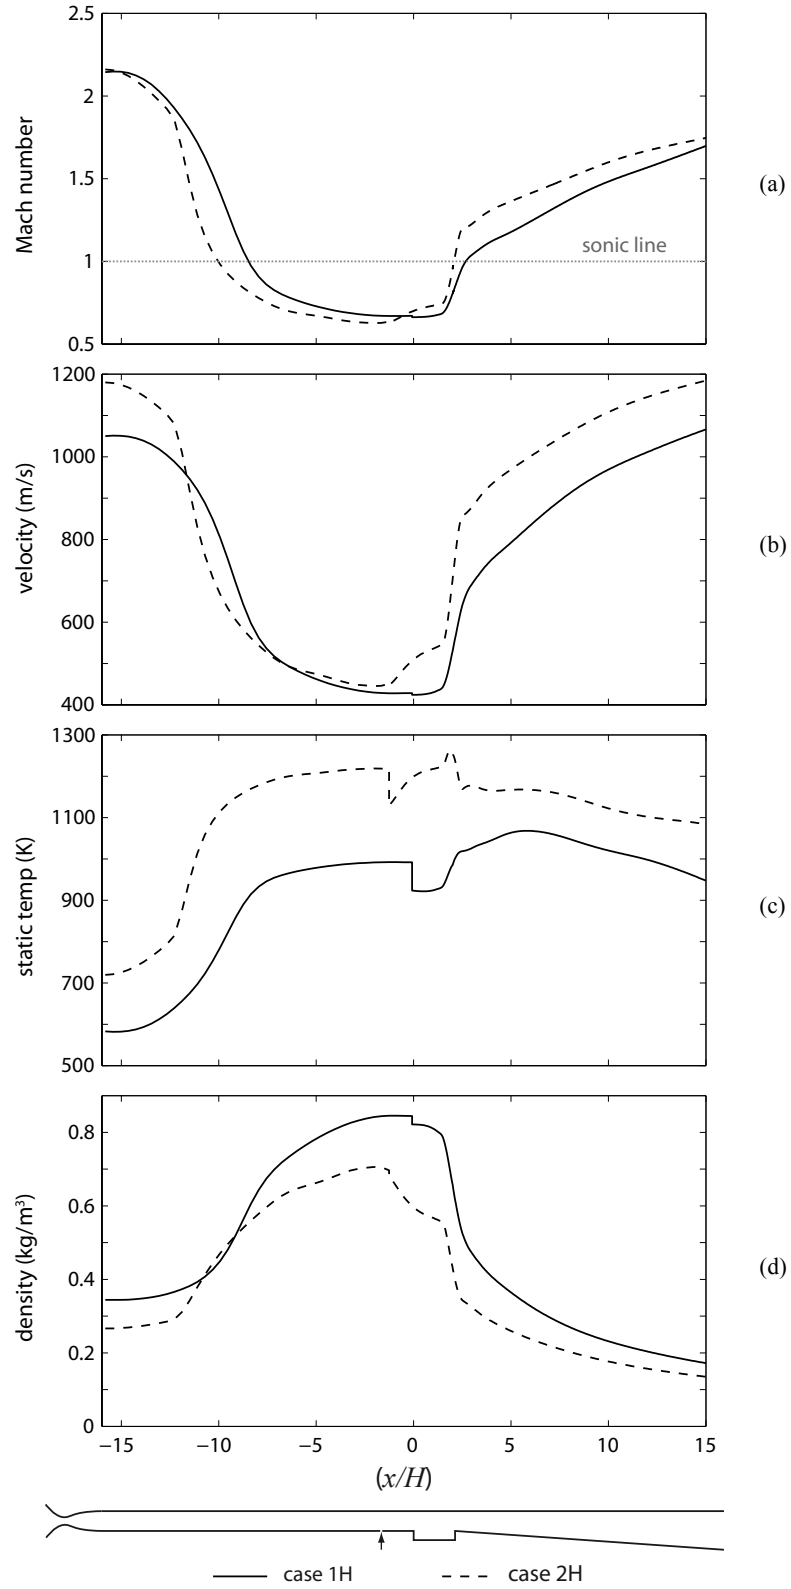 2.5
2
1.5
1
0.5
Mach number
sonic line
(a)
1200
1000
800
600
400
velocity (m/s)
(b)
1300
1100
900
700
500
static temp (K)
(c)
0.8
0.6
0.4
0.2
0
density (kg/m³)
(d)
−15 −10 −5 0 5 10 15
(x/H)
case 1H case 2H